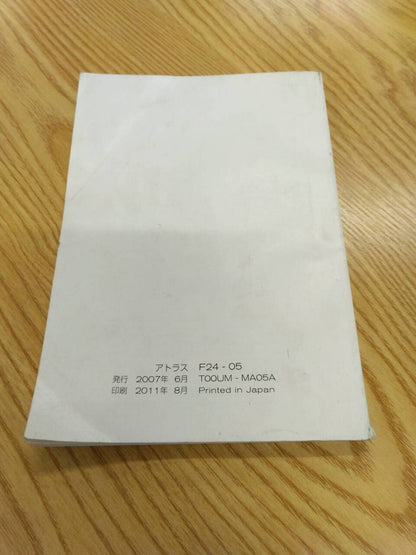 アトラス F24 - 05
発行 2007年 6月 T00UM - MA05A
印刷 2011年 8月 Printed in Japan